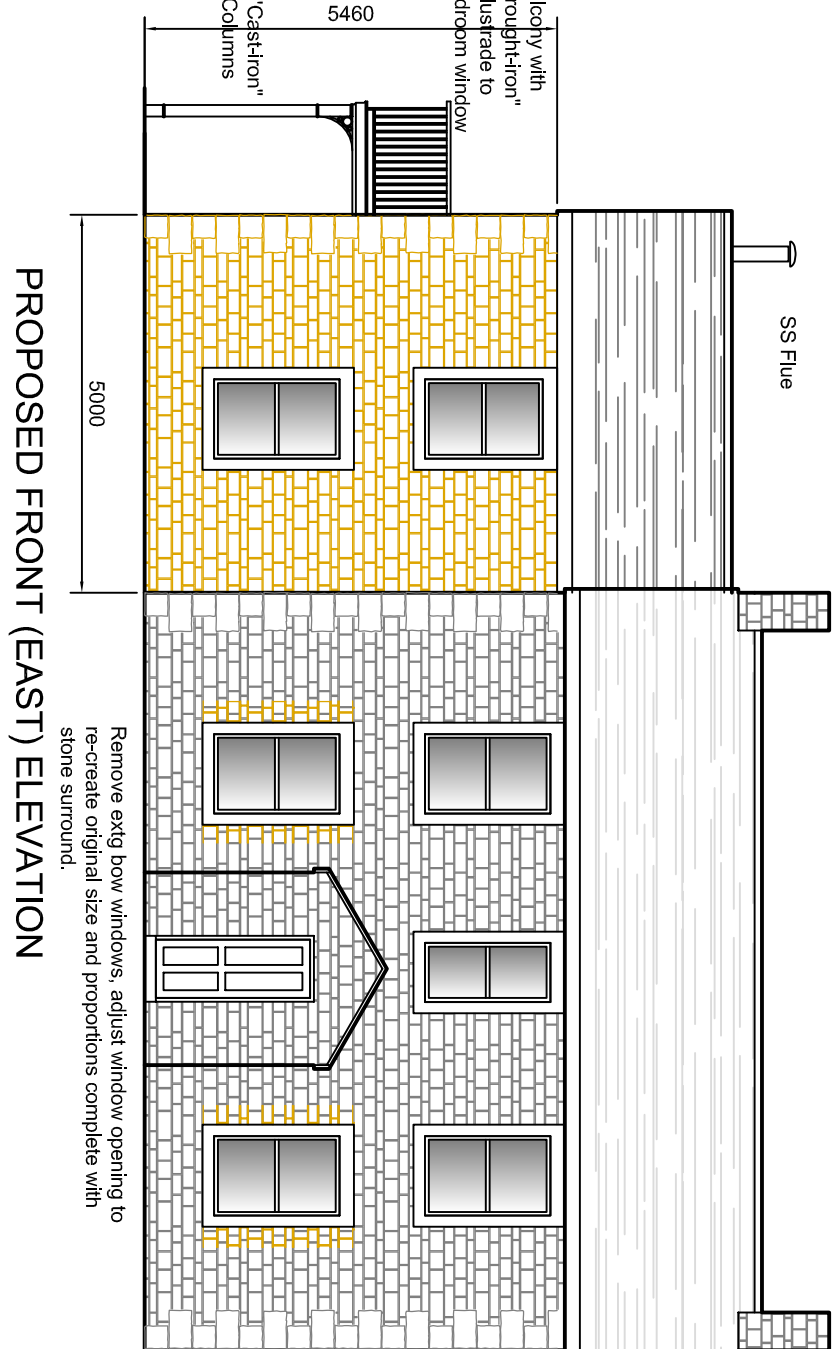 SS Flue
lcony with
rought-iron"
lustrade to
droom window
5460
"Cast-iron"
Columns
5000
Remove extg bow windows, adjust window opening to
re-create original size and proportions complete with
stone surround.
PROPOSED FRONT (EAST) ELEVATION